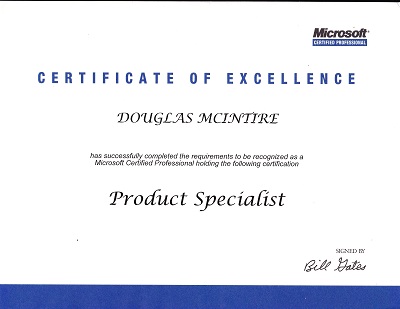 Microsoft
CERTIFIED PROFESSIONAL
CERTIFICATE OF EXCELLENCE
DOUGLAS MCINTIRE
has successfully completed the requirements to be recognized as a
Microsoft Certified Professional holding the following certification
Product Specialist
SIGNED BY
Bill Gates